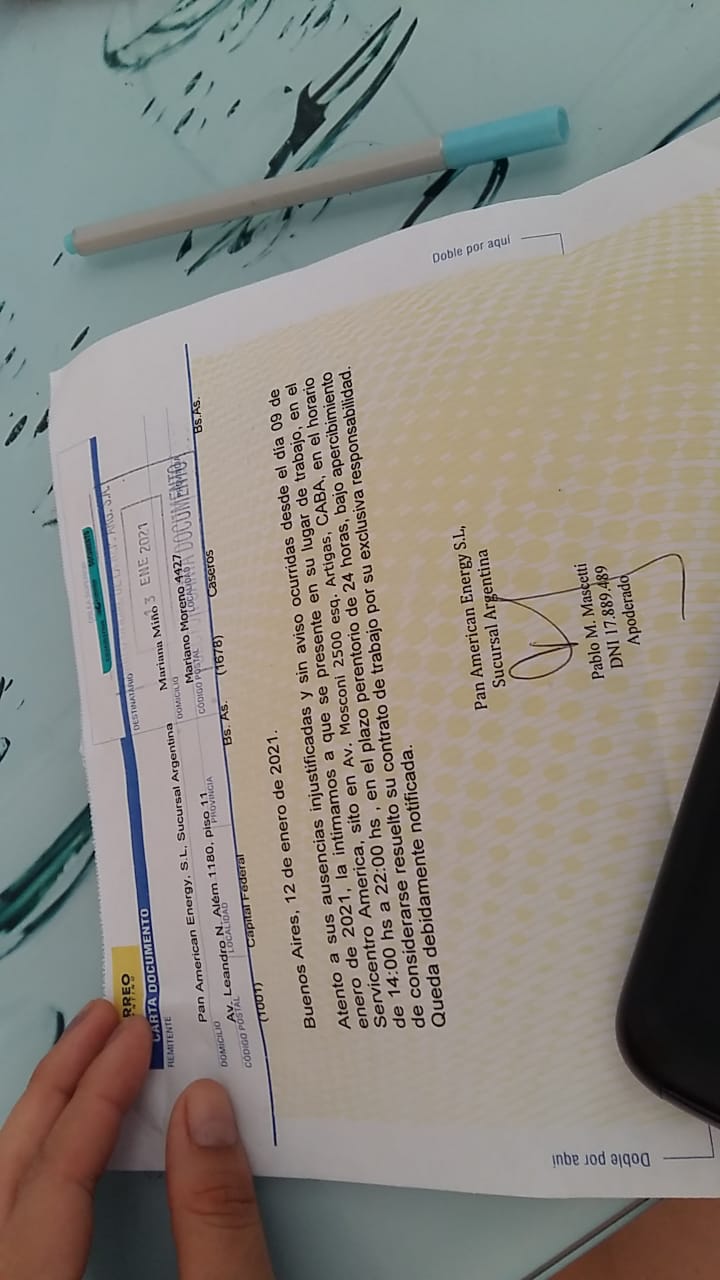 RREO
ENTINO
CARTA DOCUMENTO
REMITENTE
Pan American Energy, S.L, Sucursal Argentina
DOMICILIO
Av. Leandro N. Além 1180, piso 11
CÓDIGO POSTAL LOCALIDAD PROVINCIA
(1001) Capital Federal Bs. As.
DESTINATARIO
Mariana Miño
13 ENE 2021
DOMICILIO
Mariano Moreno 4427
CÓDIGO POSTAL LOCALIDAD PROVINCIA
DOCUMENTO
(1678) Caseros Bs.As.
Buenos Aires, 12 de enero de 2021.
Atento a sus ausencias injustificadas y sin aviso ocurridas desde el día 09 de
enero de 2021, la intimamos a que se presente en su lugar de trabajo, en el
Servicentro America, sito en Av. Mosconi 2500 esq. Artigas, CABA, en el horario
de 14:00 hs a 22:00 hs , en el plazo perentorio de 24 horas, bajo apercibimiento
de considerarse resuelto su contrato de trabajo por su exclusiva responsabilidad.
Queda debidamente notificada.
Pan American Energy S.L,
Sucursal Argentina
Pablo M. Mascetti
DNI 17.889.489
Apoderado
Doble por aquí
Doble por aquí